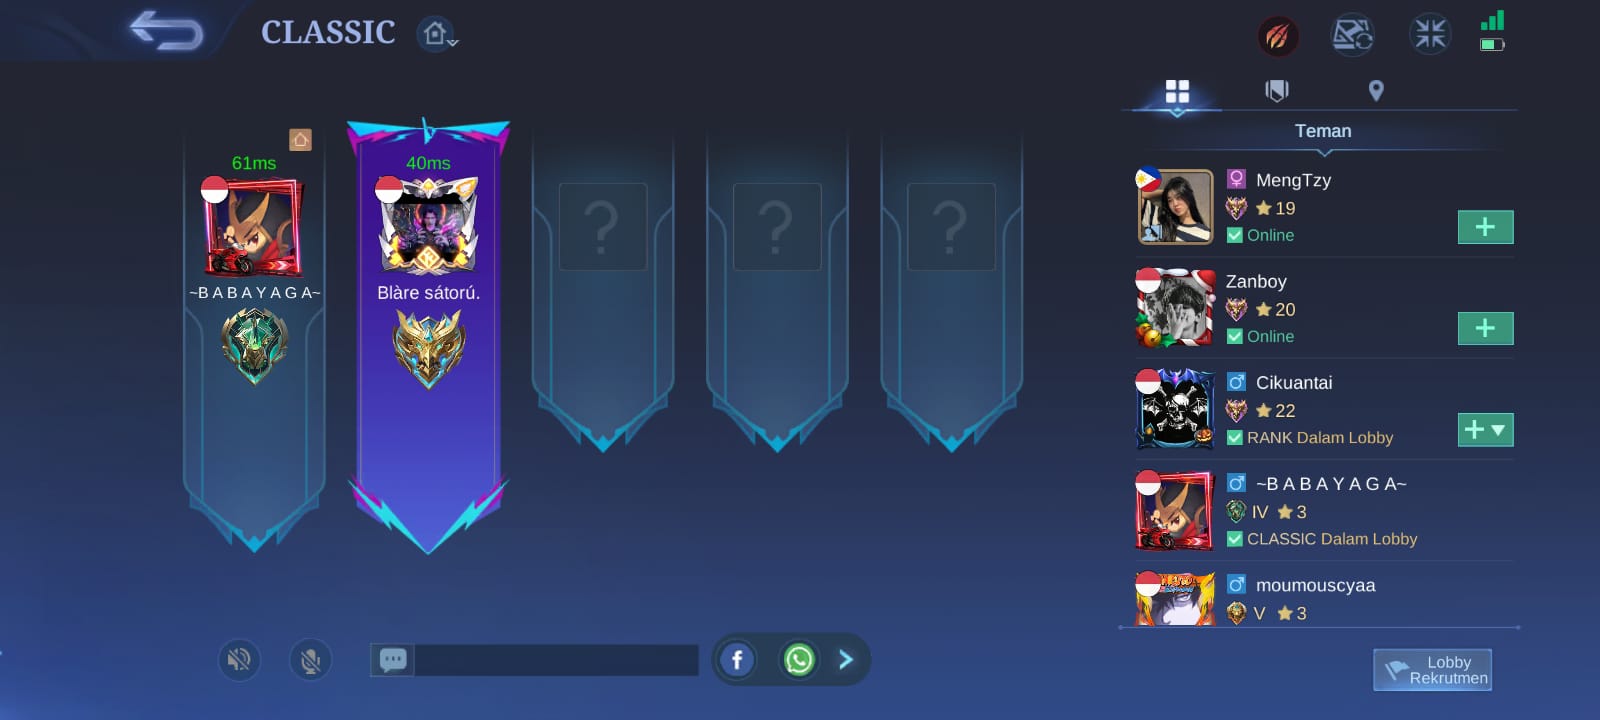 CLASSIC
61ms
~B A B A Y A G A~
40ms
Blàre sátorú.
?
?
?
Teman
MengTzy
19
Online
Zanboy
20
Online
Cikuantai
22
RANK Dalam Lobby
~B A B A Y A G A~
IV 3
CLASSIC Dalam Lobby
moumouscyaa
V 3
Lobby
Rekrutmen